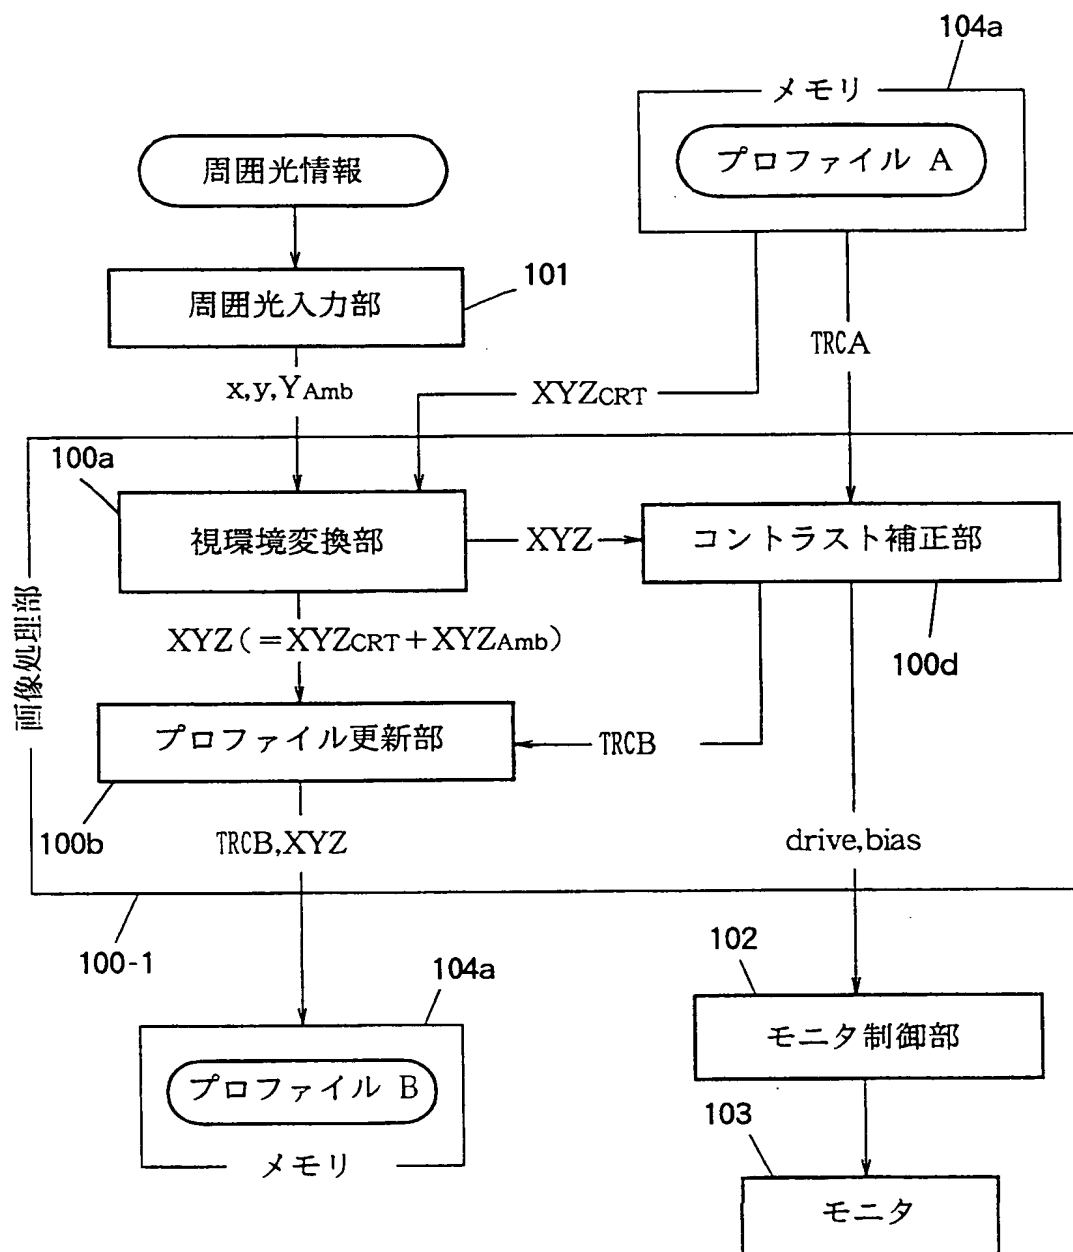 104a
メモリ
プロファイル A
周囲光情報
101
周囲光入力部
TRCA
x,y,YAmb
XYZCRT
100a
視環境変換部
XYZ
コントラスト補正部
画像処理部
XYZ(=XYZCRT+XYZAmb)
100d
プロファイル更新部
TRCB
100b
TRCB,XYZ
drive,bias
100-1
102
104a
モニタ制御部
プロファイル B
103
メモリ
モニタ